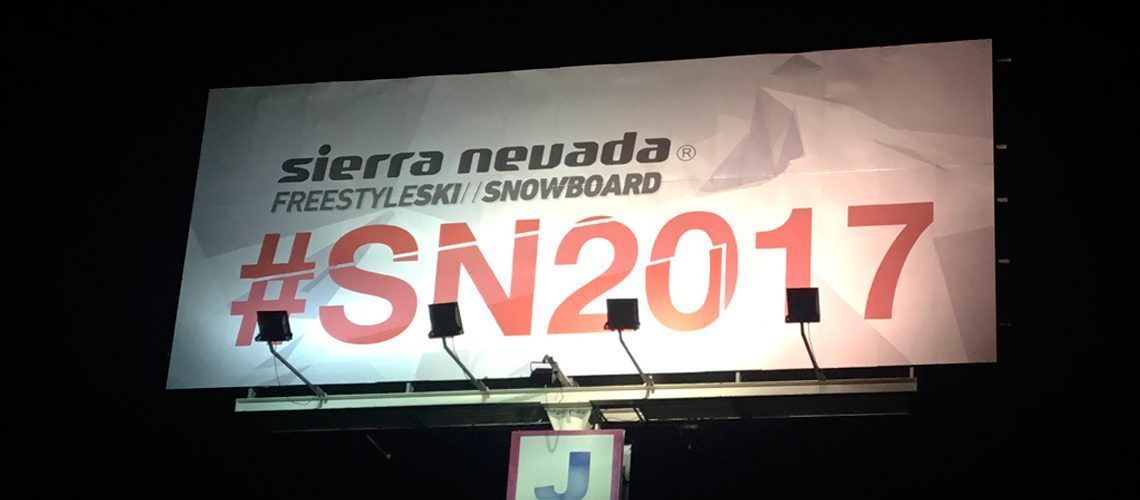 sierra nevada ®
FREESTYLESKI//SNOWBOARD
#SN2017
J